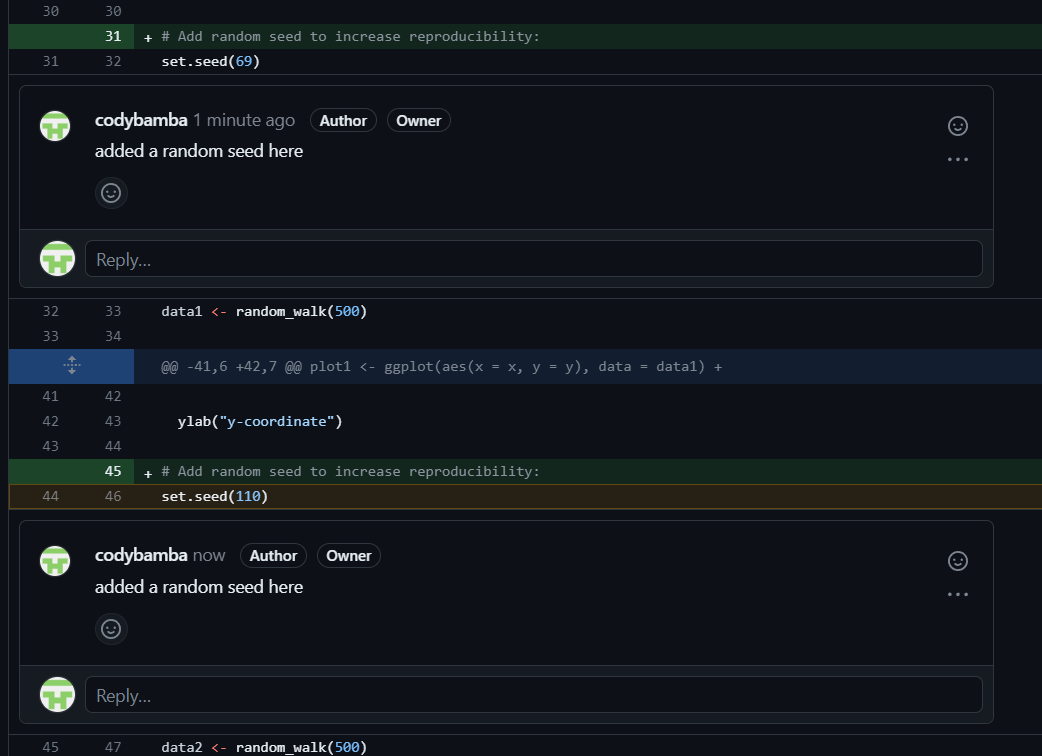 30 30
31 + # Add random seed to increase reproducibility:
31 32 set.seed(69)
codybamba 1 minute ago Author Owner
added a random seed here
Reply...
32 33 data1 <- random_walk(500)
33 34
@@ -41,6 +42,7 @@ plot1 <- ggplot(aes(x = x, y = y), data = data1) +
41 42
42 43 ylab("y-coordinate")
43 44
45 + # Add random seed to increase reproducibility:
44 46 set.seed(110)
codybamba now Author Owner
added a random seed here
Reply...
45 47 data2 <- random_walk(500)